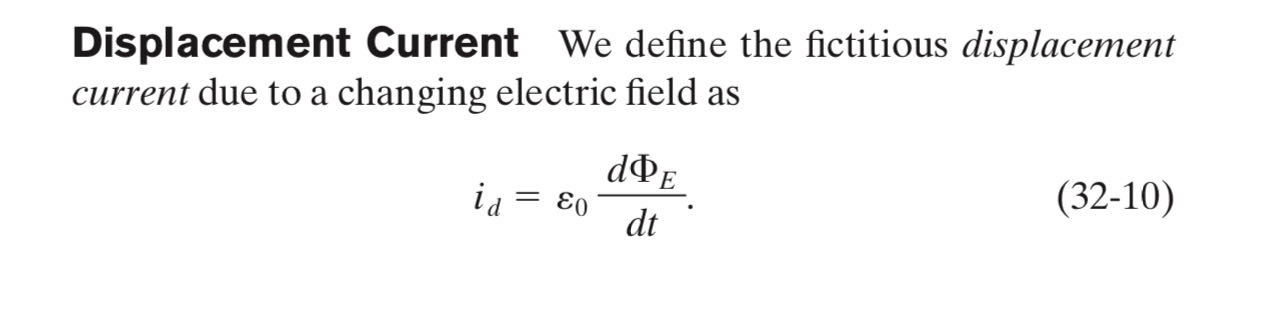 Displacement Current We define the fictitious displacement
current due to a changing electric field as
i_d = ε_0 dΦ_E/dt. (32-10)